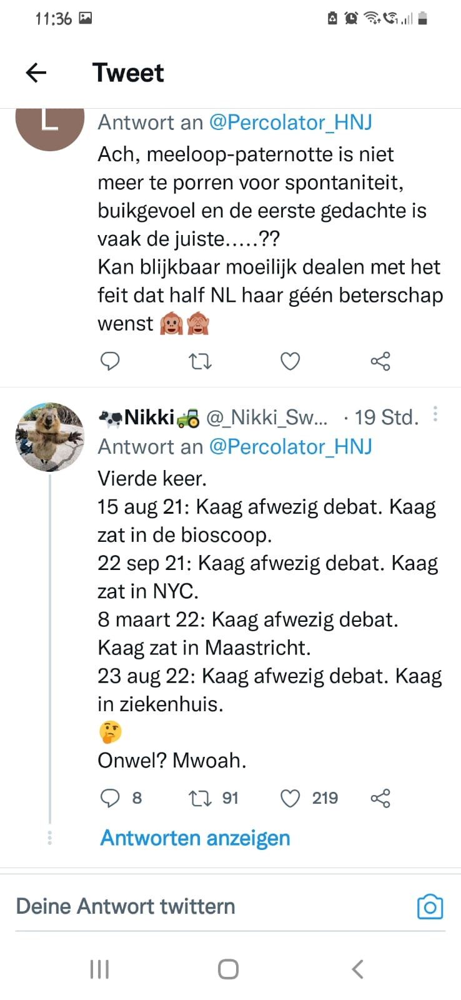 11:36
Tweet
L
Antwort an @Percolator_HNJ
Ach, meeloop-paternotte is niet
meer te porren voor spontaniteit,
buikgevoel en de eerste gedachte is
vaak de juiste.....??
Kan blijkbaar moeilijk dealen met het
feit dat half NL haar géén beterschap
wenst 🙉🙈
🐄Nikki🚜 @_Nikki_Sw... · 19 Std.
Antwort an @Percolator_HNJ
Vierde keer.
15 aug 21: Kaag afwezig debat. Kaag
zat in de bioscoop.
22 sep 21: Kaag afwezig debat. Kaag
zat in NYC.
8 maart 22: Kaag afwezig debat.
Kaag zat in Maastricht.
23 aug 22: Kaag afwezig debat. Kaag
in ziekenhuis.
🤔
Onwel? Mwoah.
8 91 219
Antworten anzeigen
Deine Antwort twittern